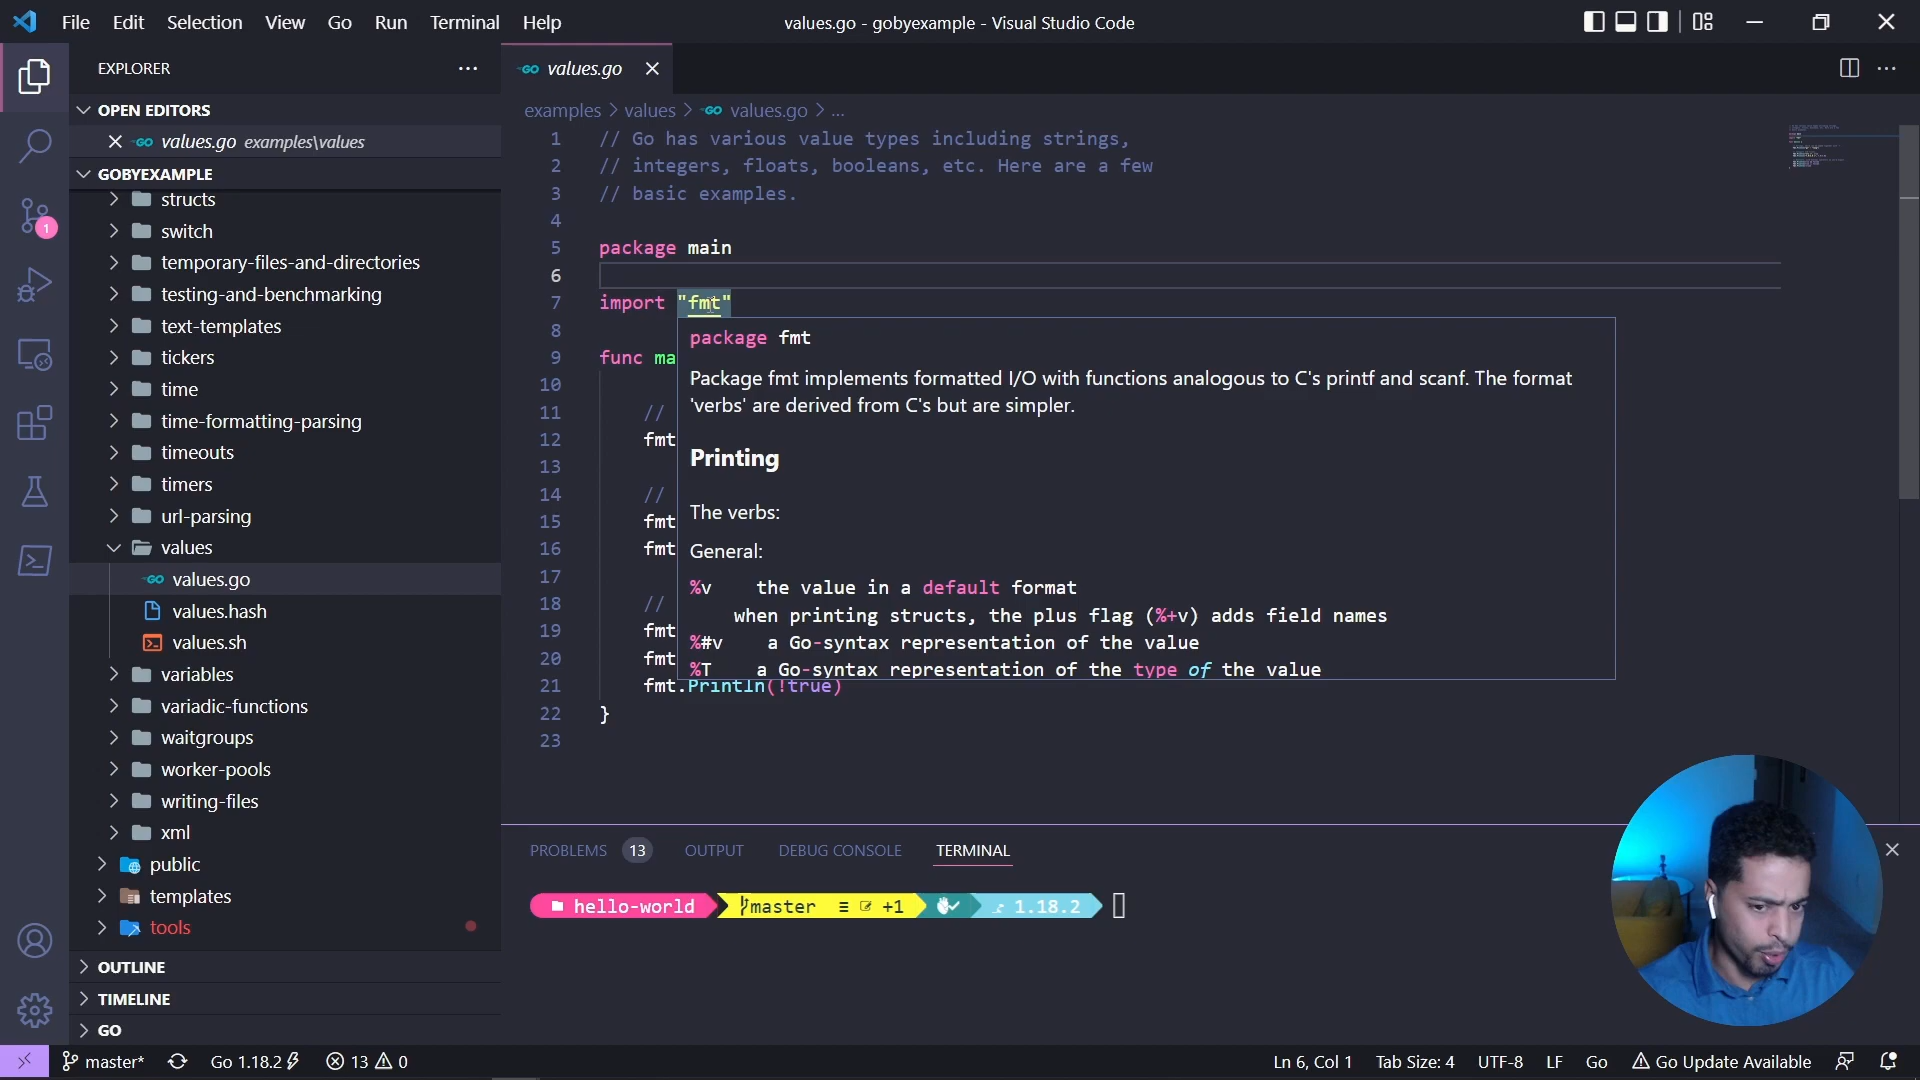 File Edit Selection View Go Run Terminal Help
values.go - gobyexample - Visual Studio Code
EXPLORER
OPEN EDITORS
GO values.go examples\values
GOBYEXAMPLE
structs
switch
temporary-files-and-directories
testing-and-benchmarking
text-templates
tickers
time
time-formatting-parsing
timeouts
timers
url-parsing
values
GO values.go
values.hash
values.sh
variables
variadic-functions
waitgroups
worker-pools
writing-files
xml
public
templates
tools
OUTLINE
TIMELINE
GO
1
GO values.go
examples > values > GO values.go > ...
1 // Go has various value types including strings,
2 // integers, floats, booleans, etc. Here are a few
3 // basic examples.
4
5 package main
6
7 import "fmt"
8
9 func ma
10
11 //
12 fmt
13
14 //
15 fmt
16 fmt
17
18 //
19 fmt
20 fmt
21 fmt.Println(!true)
22 }
23
package fmt
Package fmt implements formatted I/O with functions analogous to C's printf and scanf. The format
'verbs' are derived from C's but are simpler.
Printing
The verbs:
General:
%v the value in a default format
when printing structs, the plus flag (%+v) adds field names
%#v a Go-syntax representation of the value
%T a Go-syntax representation of the type of the value
PROBLEMS 13 OUTPUT DEBUG CONSOLE TERMINAL
hello-world master ≡ +1 1.18.2
master* Go 1.18.2 13 0
Ln 6, Col 1 Tab Size: 4 UTF-8 LF Go Go Update Available